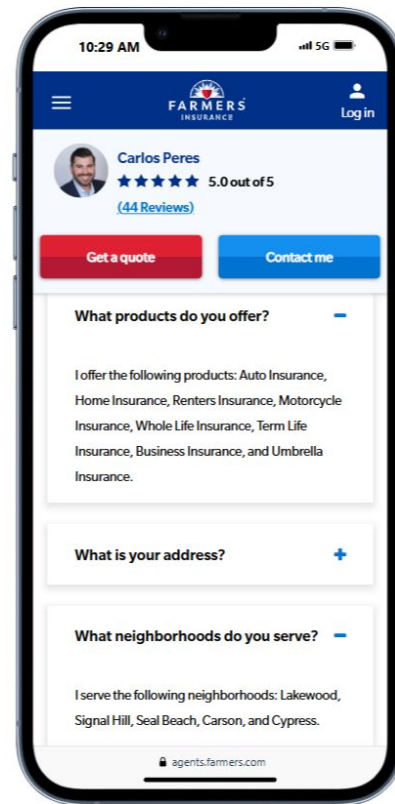 10:29 AM
5G
FARMERS
INSURANCE
Log in
Carlos Peres
5.0 out of 5
(44 Reviews)
Get a quote
Contact me
What products do you offer?
I offer the following products: Auto Insurance,
Home Insurance, Renters Insurance, Motorcycle
Insurance, Whole Life Insurance, Term Life
Insurance, Business Insurance, and Umbrella
Insurance.
What is your address?
What neighborhoods do you serve?
I serve the following neighborhoods: Lakewood,
Signal Hill, Seal Beach, Carson, and Cypress.
agents.farmers.com